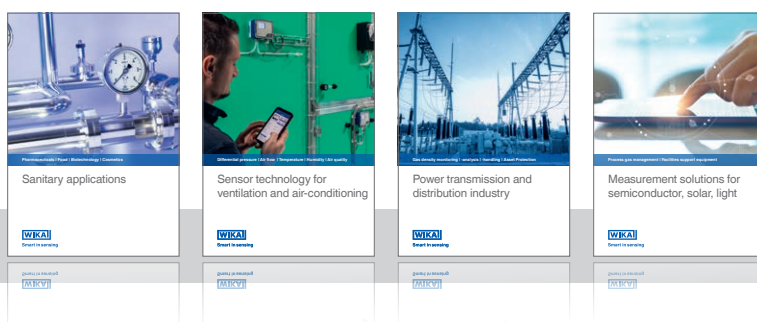 Pharmaceuticals I Food I Biotechnology I Cosmetics
Sanitary applications
WIKA
Smart in sensing
Differential pressure I Air flow I Temperature I Humidity I Air quality
Sensor technology for
ventilation and air-conditioning
WIKA
Smart in sensing
Gas density monitoring I -analysis I -handling I Asset Protection
Power transmission and
distribution industry
WIKA
Smart in sensing
Process gas management I Facilities support equipment
Measurement solutions for
semiconductor, solar, light
WIKA
Smart in sensing